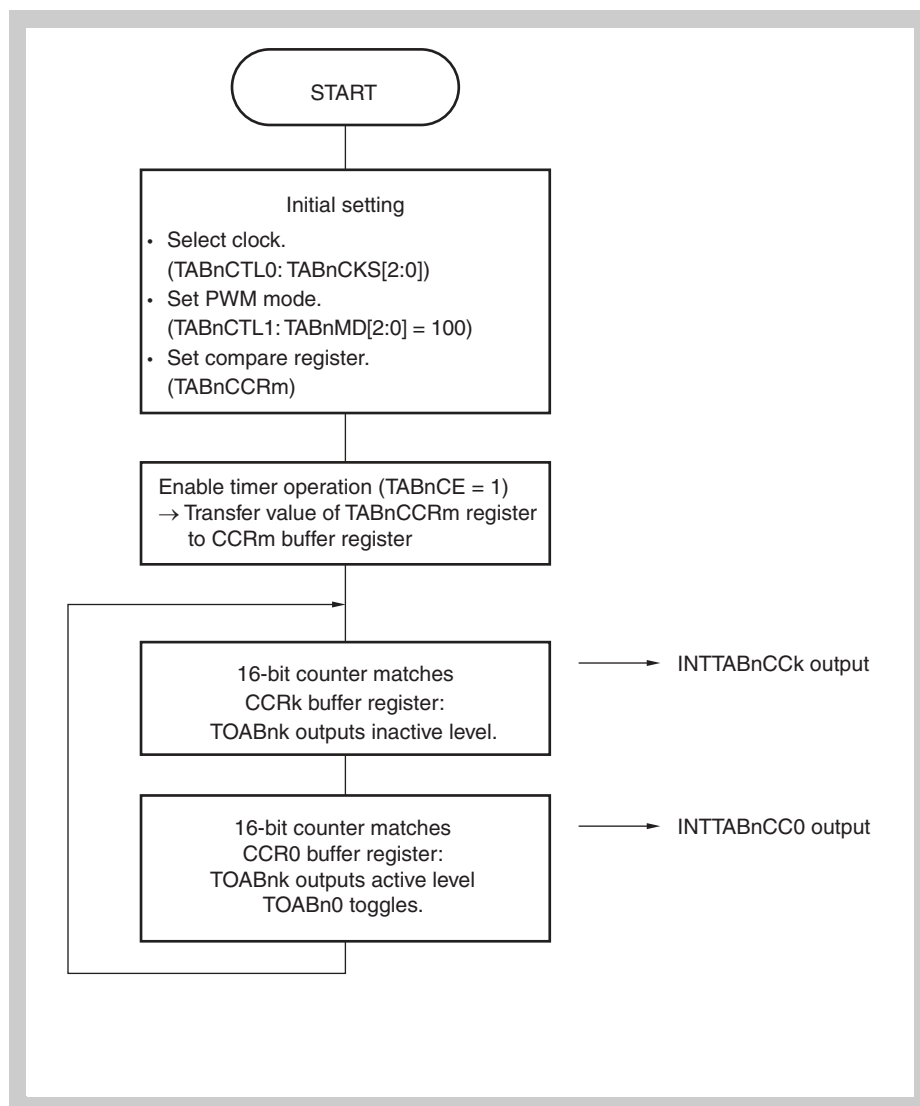 START
Initial setting
• Select clock.
(TABnCTL0: TABnCKS[2:0])
• Set PWM mode.
(TABnCTL1: TABnMD[2:0] = 100)
• Set compare register.
(TABnCCRm)
Enable timer operation (TABnCE = 1)
→ Transfer value of TABnCCRm register
to CCRm buffer register
16-bit counter matches
CCRk buffer register:
TOABnk outputs inactive level.
INTTABnCCk output
16-bit counter matches
CCR0 buffer register:
TOABnk outputs active level
TOABn0 toggles.
INTTABnCC0 output